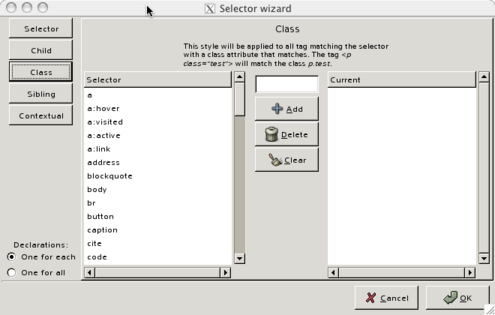 Selector wizard
Selector
Child
Class
Sibling
Contextual
Class
This style will be applied to all tag matching the selector
with a class attribute that matches. The tag <p
class="test"> will match the class p.test.
Selector
a
a:hover
a:visited
a:active
a:link
address
blockquote
body
br
button
caption
cite
code
Add
Delete
Clear
Current
Declarations:
One for each
One for all
Cancel
OK